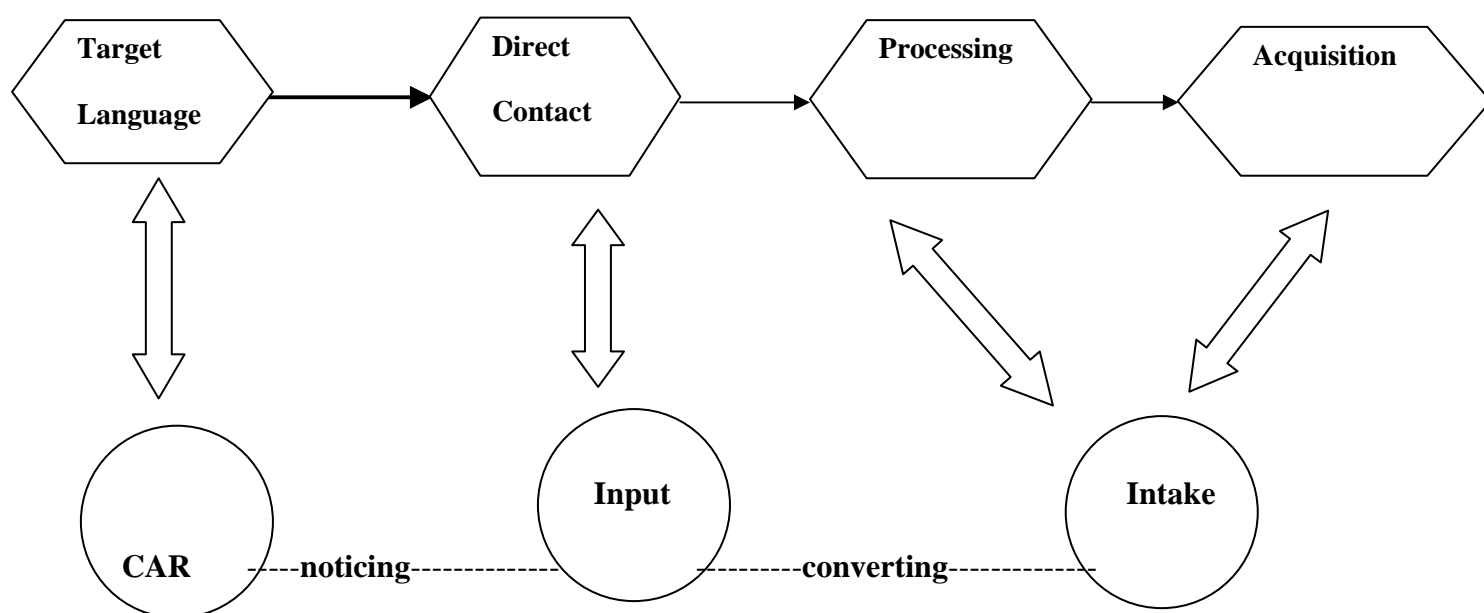 Target
Language
Direct
Contact
Processing
Acquisition
Input
Intake
CAR -----noticing--------------- -----------converting---------------